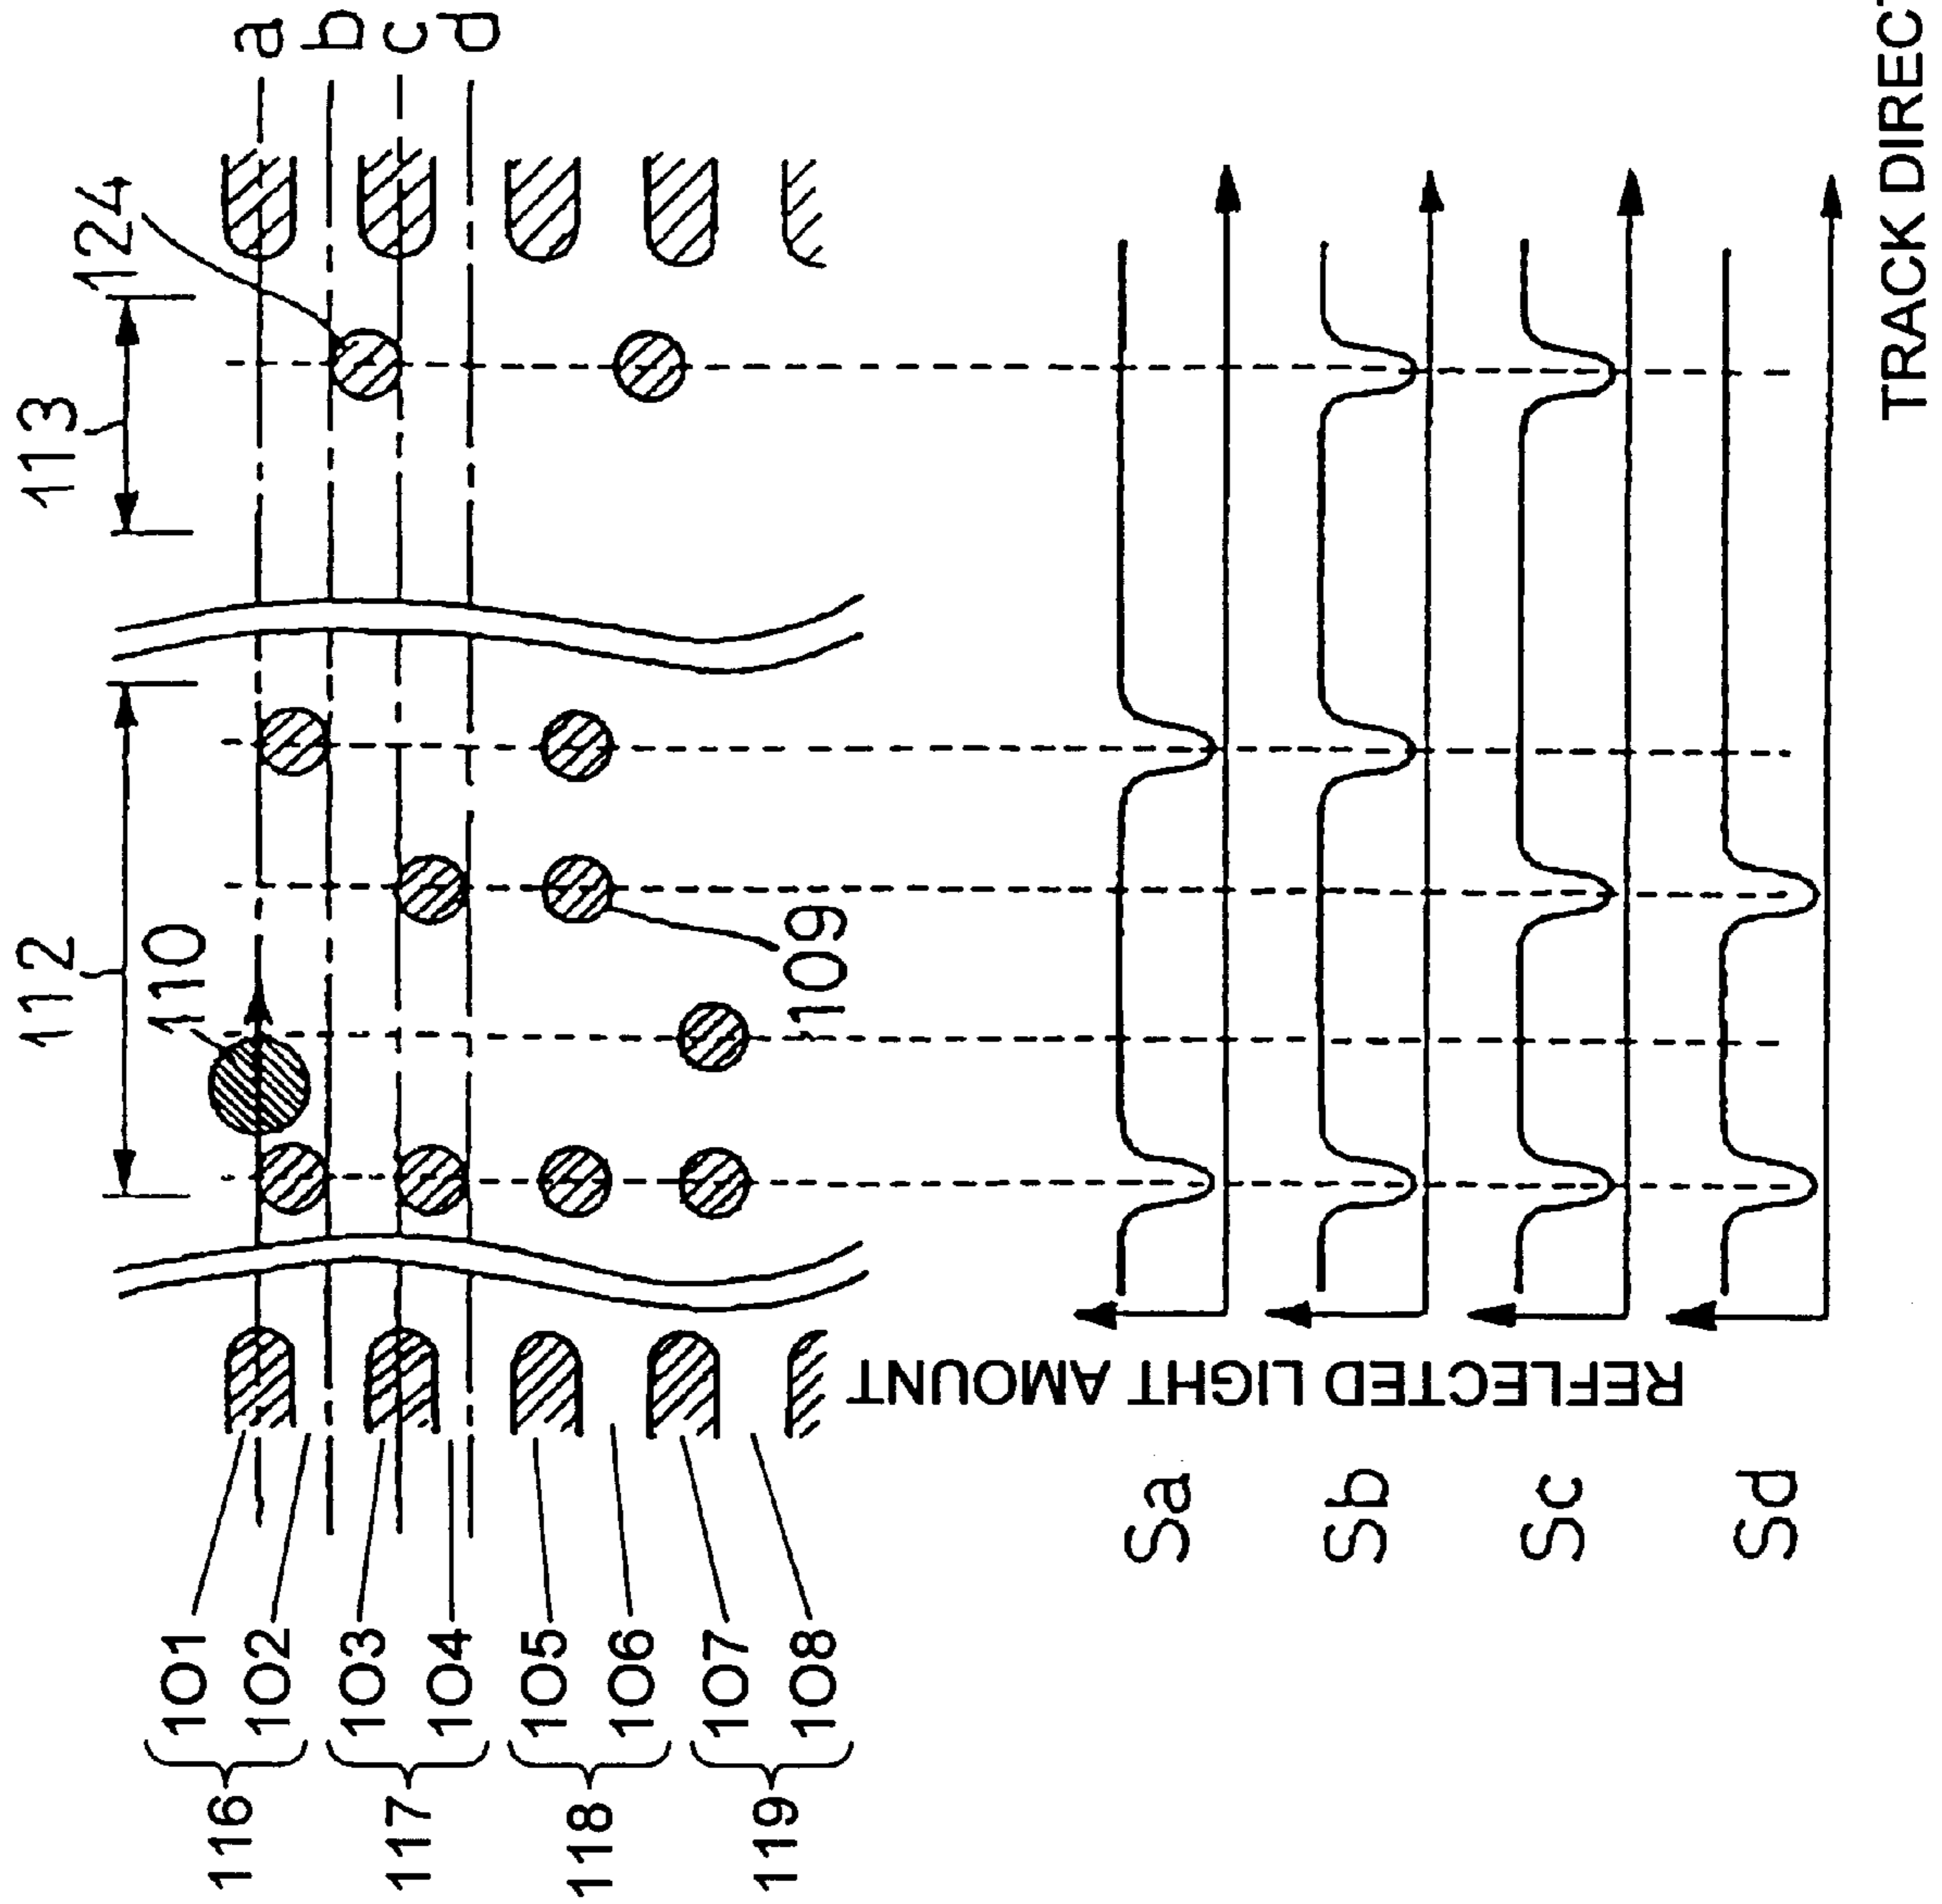 112
113
124
110
101
102
103
104
105
106
107
108
116
117
118
119
a
b
c
d
109
REFLECTED LIGHT AMOUNT
Sa
Sb
Sc
Sd
TRACK DIREC